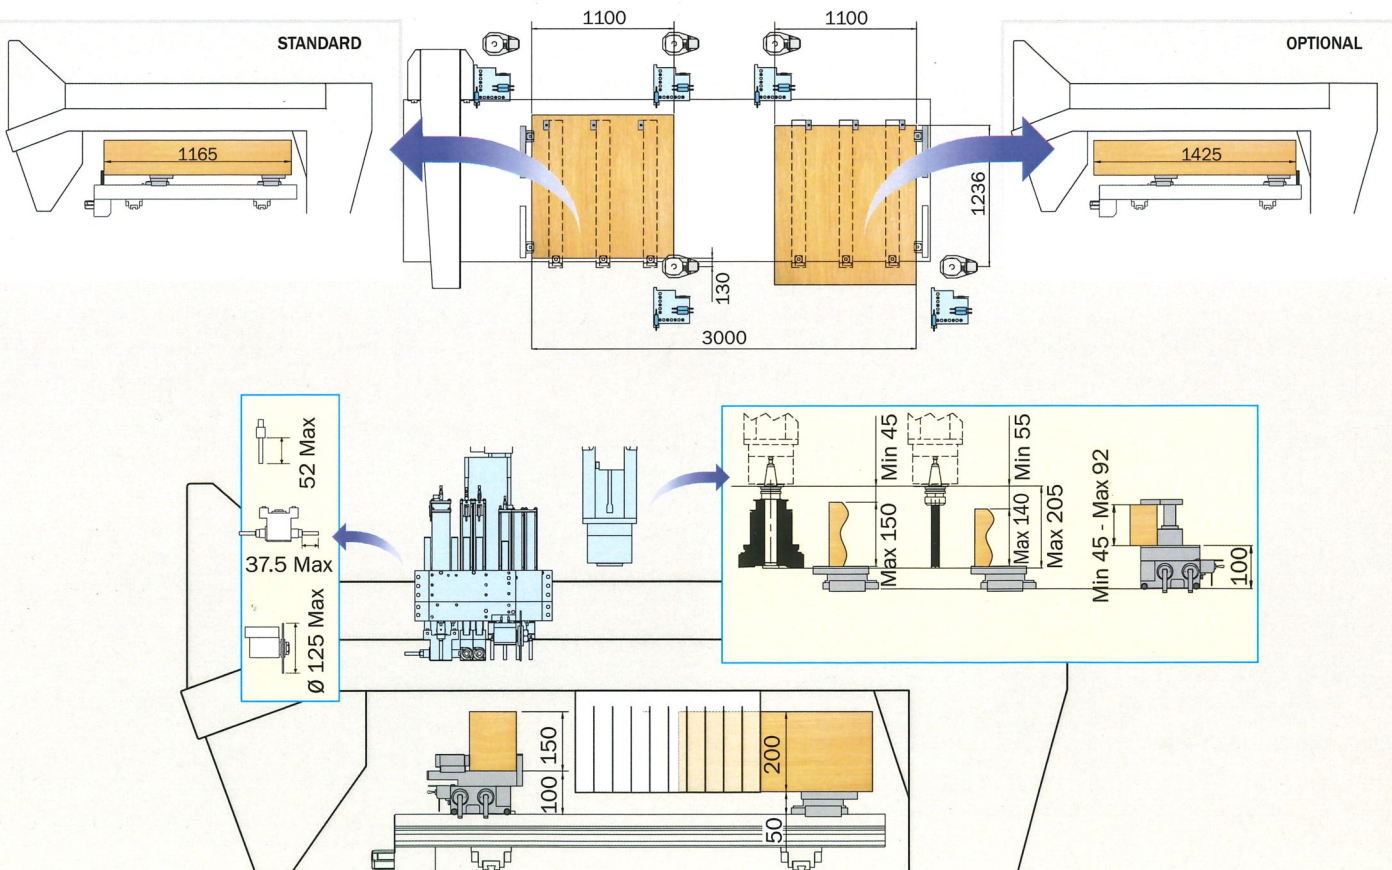 STANDARD
1100
1100
OPTIONAL
1165
1425
1236
130
3000
52 Max
37.5 Max
Ø 125 Max
Min 45
Max 150
Min 55
Max 140
Max 205
Min 45 - Max 92
100
150
100
200
50